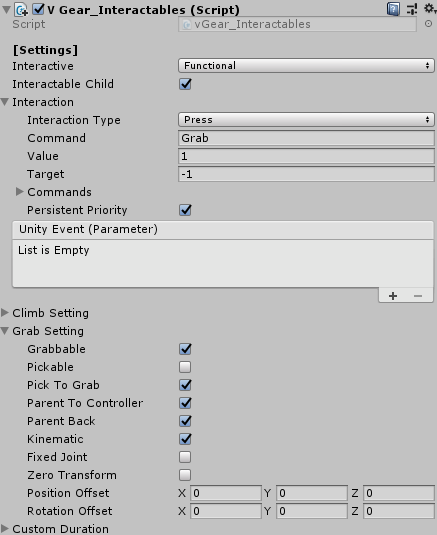 V Gear_Interactables (Script)
Script vGear_Interactables
[Settings]
Interactive Functional
Interactable Child
Interaction
Interaction Type Press
Command Grab
Value 1
Target -1
Commands
Persistent Priority
Unity Event (Parameter)
List is Empty
Climb Setting
Grab Setting
Grabbable
Pickable
Pick To Grab
Parent To Controller
Parent Back
Kinematic
Fixed Joint
Zero Transform
Position Offset X 0 Y 0 Z 0
Rotation Offset X 0 Y 0 Z 0
Custom Duration